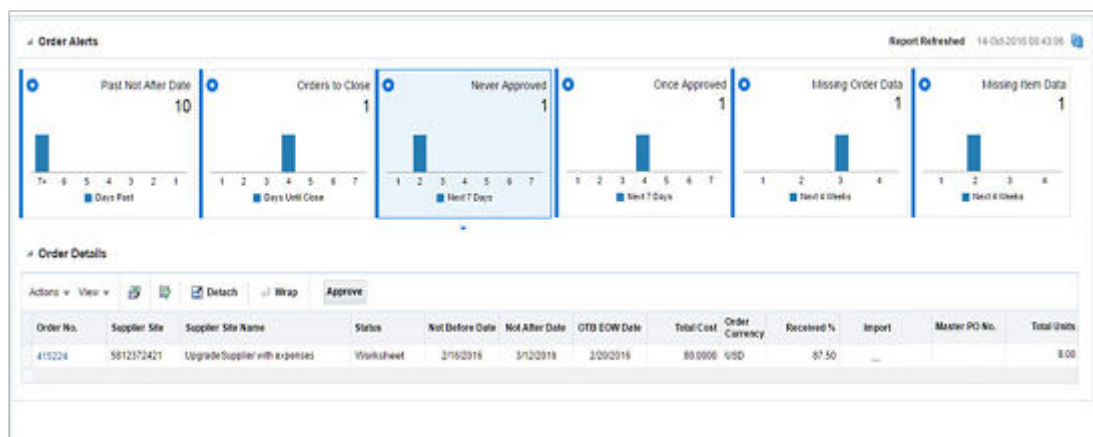 Order Alerts
Report Refreshed 14-Oct-2016 08:43:06
Past Not After Date
10
7+ 6 5 4 3 2 1
Days Past
Orders to Close
1
1 2 3 4 5 6 7
Days Until Close
Never Approved
1
1 2 3 4 5 6 7
Next 7 Days
Once Approved
1
1 2 3 4 5 6 7
Next 7 Days
Missing Order Data
1
1 2 3 4
Next 4 Weeks
Missing Item Data
1
1 2 3 4
Next 4 Weeks
Order Details
Actions View Detach Wrap Approve
Order No. Supplier Site Supplier Site Name Status Not Before Date Not After Date OTB EOW Date Total Cost Order Currency Received % Import Master PO No. Total Units
415224 5812372421 UpgradeSupplier with expenses Worksheet 2/16/2016 3/12/2016 2/20/2016 80.0000 USD 87.50 8.00